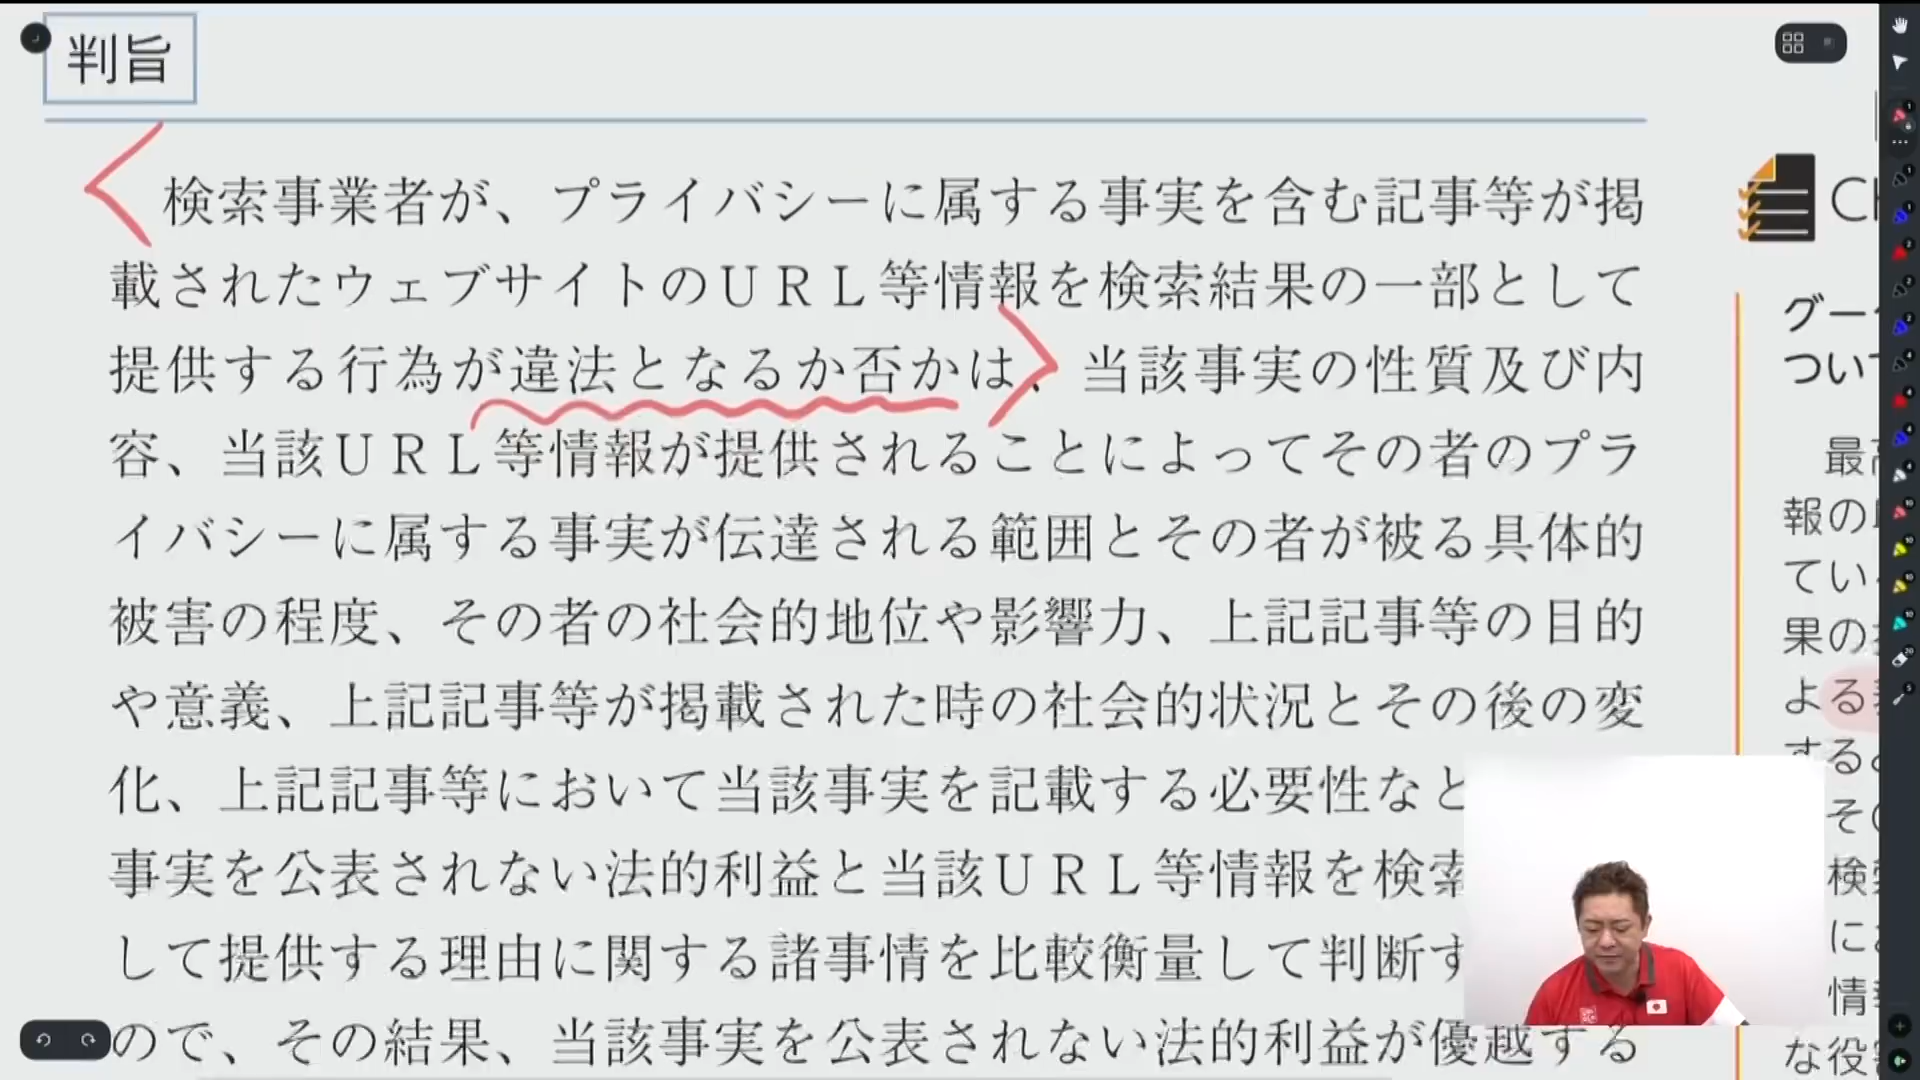 判旨
検索事業者が、プライバシーに属する事実を含む記事等が掲
載されたウェブサイトのＵＲＬ等情報を検索結果の一部として
提供する行為が違法となるか否かは、当該事実の性質及び内
容、当該ＵＲＬ等情報が提供されることによってその者のプラ
イバシーに属する事実が伝達される範囲とその者が被る具体的
被害の程度、その者の社会的地位や影響力、上記記事等の目的
や意義、上記記事等が掲載された時の社会的状況とその後の変
化、上記記事等において当該事実を記載する必要性など
事実を公表されない法的利益と当該ＵＲＬ等情報を検索
して提供する理由に関する諸事情を比較衡量して判断す
ので、その結果、当該事実を公表されない法的利益が優越する
グー
つい
最
報の
てい
果の
よる
する
その
検
に
情
な役